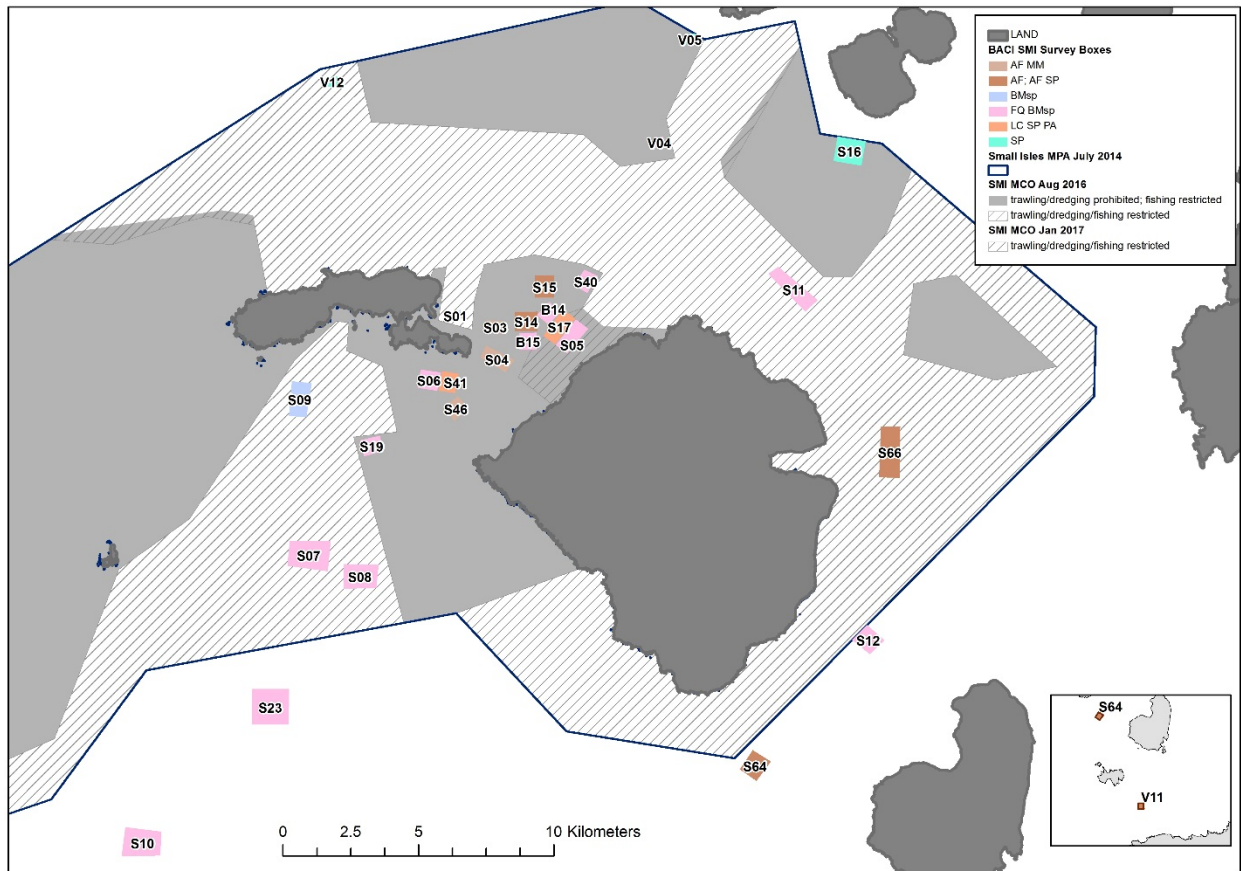 V05
V12
V04
S16
S40
S15
S11
B14
S01
S14
S17
S03
B15
S05
S04
S06
S41
S09
S46
S19
S66
S07
S08
S12
S23
S64
S10
0 2.5 5 10 Kilometers
LAND
BACI SMI Survey Boxes
AF MM
AF; AF SP
BMsp
FQ BMsp
LC SP PA
SP
Small Isles MPA July 2014
SMI MCO Aug 2016
trawling/dredging prohibited; fishing restricted
trawling/dredging/fishing restricted
SMI MCO Jan 2017
trawling/dredging/fishing restricted
S64
V11